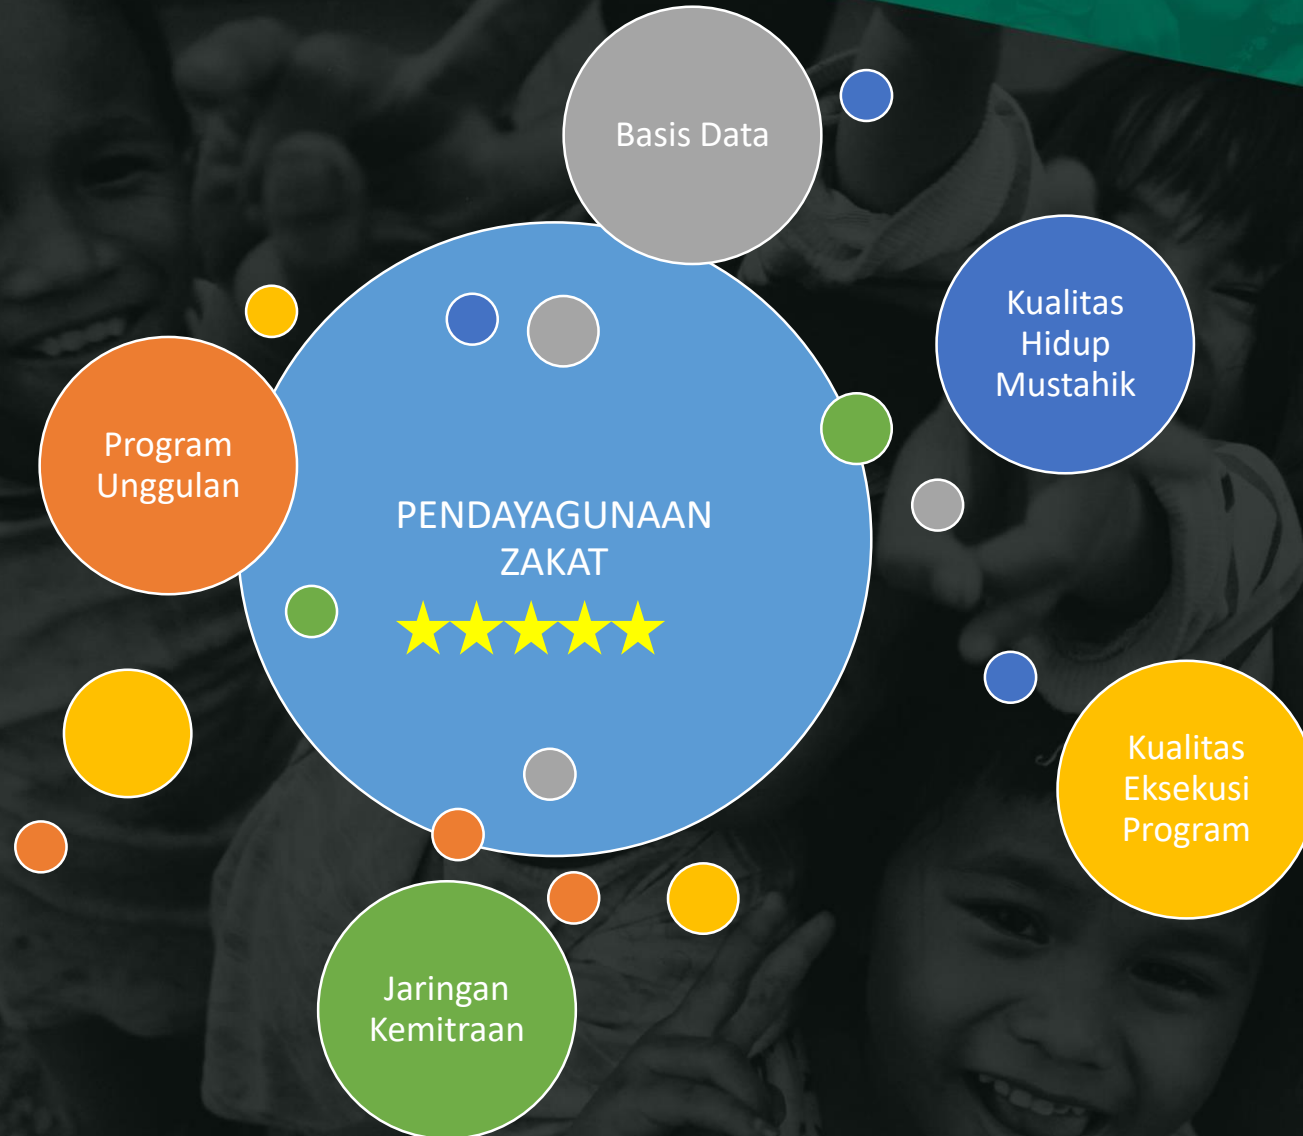 Basis Data
Kualitas
Hidup
Mustahik
Program
Unggulan
PENDAYAGUNAAN
ZAKAT
Kualitas
Eksekusi
Program
Jaringan
Kemitraan